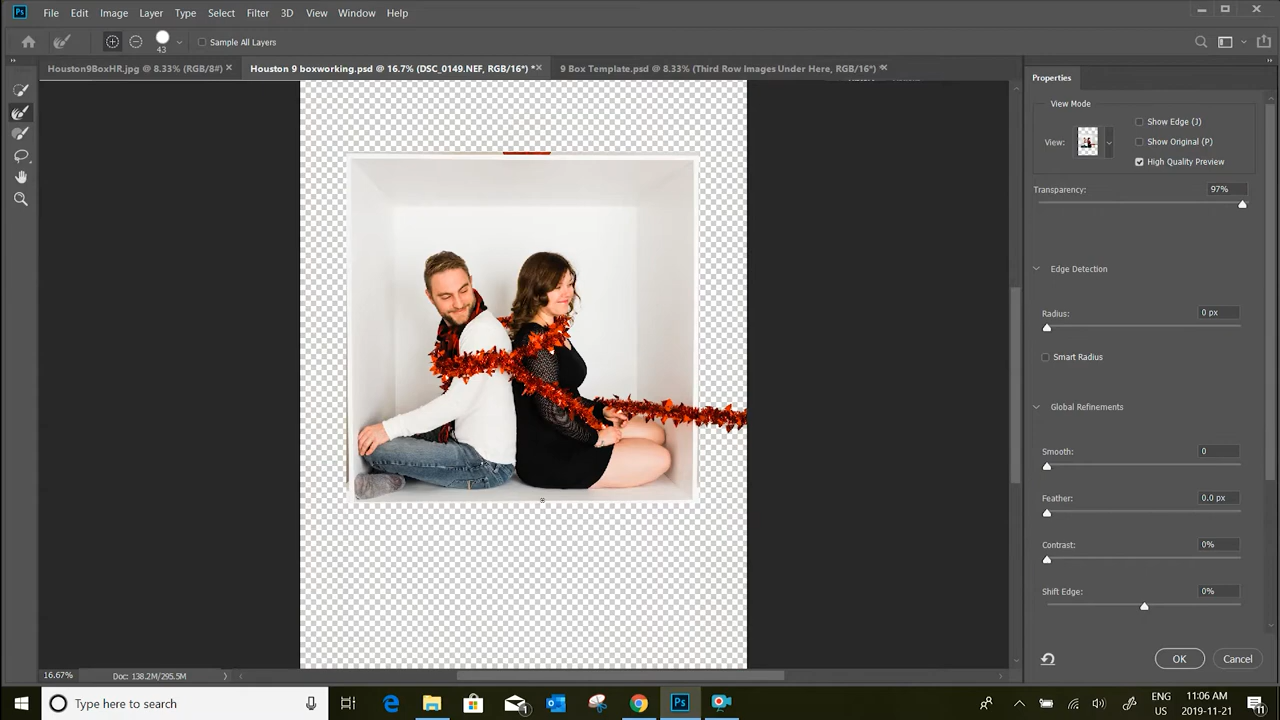 Ps File Edit Image Layer Type Select Filter 3D View Window Help
43 Sample All Layers
Houston9BoxHR.jpg @ 8.33% (RGB/8#) Houston 9 boxworking.psd @ 16.7% (DSC_0149.NEF, RGB/16*) * 9 Box Template.psd @ 8.33% (Third Row Images Under Here, RGB/16*) *
Properties
View Mode
Show Edge (J)
View:
Show Original (P)
High Quality Preview
Transparency: 97%
Edge Detection
Radius: 0 px
Smart Radius
Global Refinements
Smooth: 0
Feather: 0.0 px
Contrast: 0%
Shift Edge: 0%
OK Cancel
16.67% Doc: 138.2M/295.5M
Type here to search
Ps
ENG 11:06 AM
US 2019-11-21